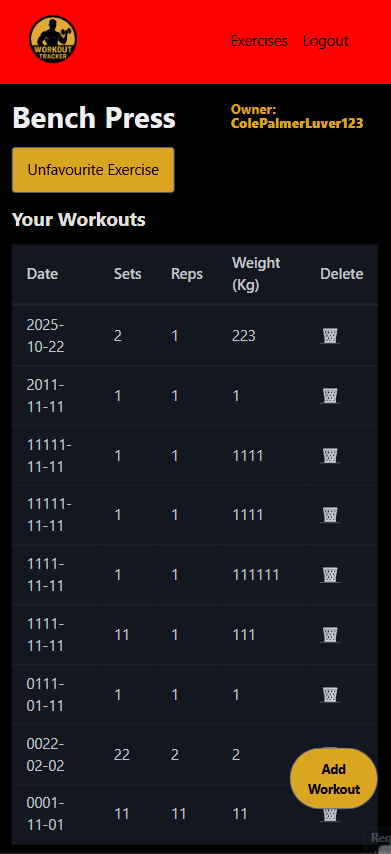 WORKOUT
TRACKER
Exercises Logout
Bench Press
Owner:
ColePalmerLuver123
Unfavourite Exercise
Your Workouts
Date Sets Reps Weight (Kg) Delete
2025-10-22 2 1 223
2011-11-11 1 1 1
11111-11-11 1 1 1111
11111-11-11 1 1 1111
1111-11-11 1 1 111111
1111-11-11 11 1 111
0111-01-11 1 1 1
0022-02-02 22 2 2
0001-11-01 11 11 11
Add
Workout